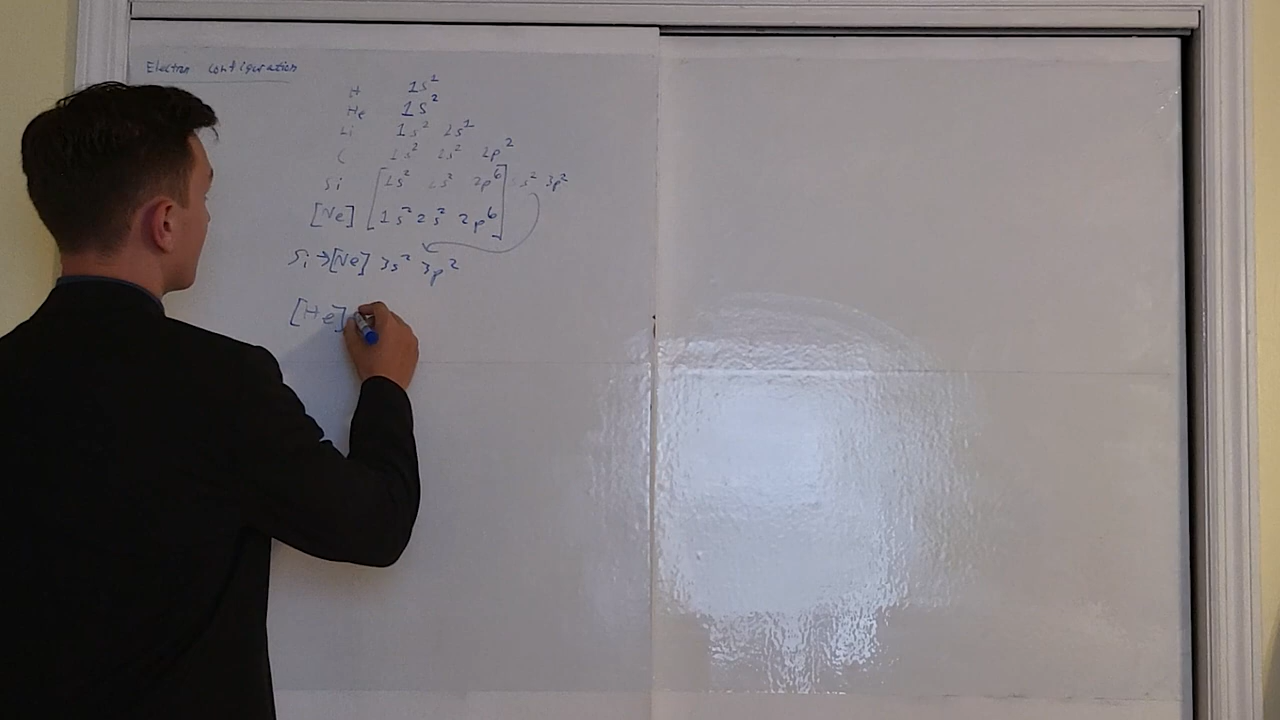 Electron configuration
H 1s¹
He 1s²
Li 1s² 2s¹
C 1s² 2s² 2p²
Si [1s² 2s² 2p⁶] 3s² 3p²
[Ne] [1s² 2s² 2p⁶]
Si → [Ne] 3s² 3p²
[He]